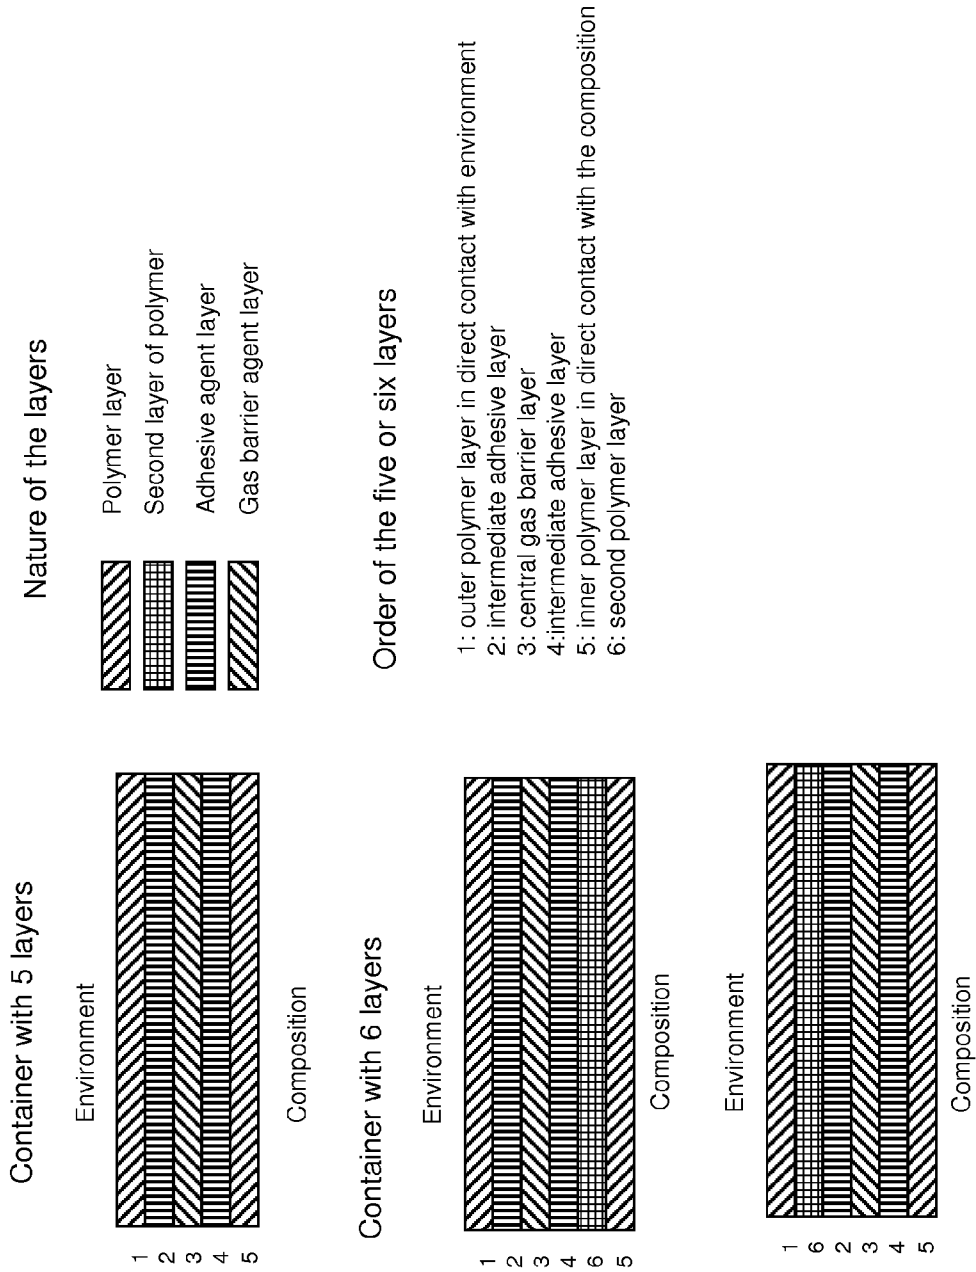 Container with 5 layers
Environment
1
2
3
4
5
Composition
Nature of the layers
Polymer layer
Second layer of polymer
Adhesive agent layer
Gas barrier agent layer
Container with 6 layers
Environment
1
2
3
4
6
5
Composition
Order of the five or six layers
1: outer polymer layer in direct contact with environment
2: intermediate adhesive layer
3: central gas barrier layer
4:intermediate adhesive layer
5: inner polymer layer in direct contact with the composition
6: second polymer layer
Environment
1
6
2
3
4
5
Composition